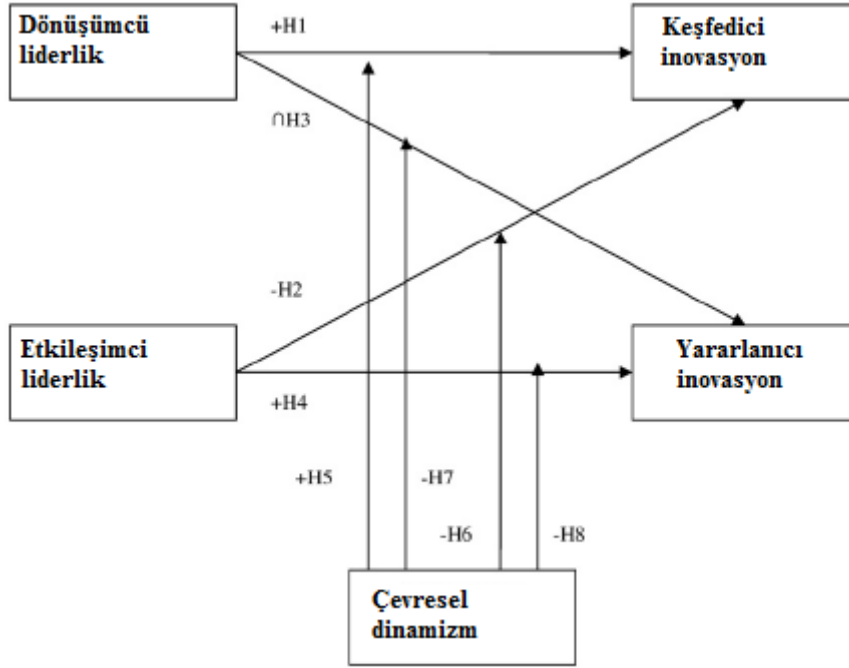 Dönüşümcü
liderlik
+H1
Keşfedici
inovasyon
∩H3
-H2
Etkileşimci
liderlik
Yararlanıcı
inovasyon
+H4
+H5
-H7
-H6
-H8
Çevresel
dinamizm